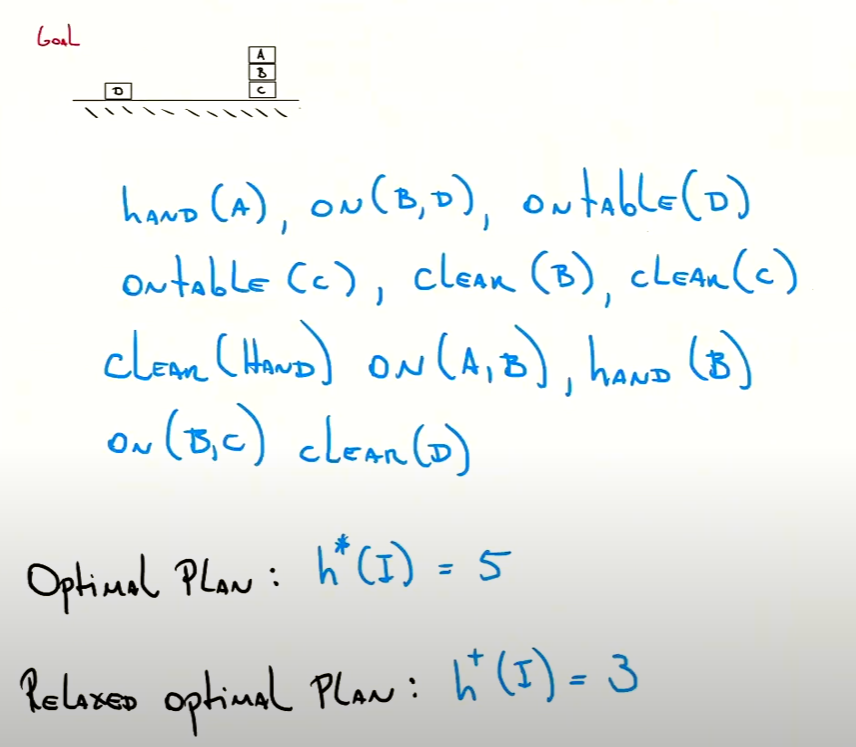 Goal
A
B
D C
hand(A), on(B,D), ontable(D)
ontable(C), clear(B), clear(C)
clear(Hand) on(A,B), hand(B)
on(B,C) clear(D)
Optimal Plan: h*(I) = 5
Relaxed optimal Plan: h⁺(I) = 3